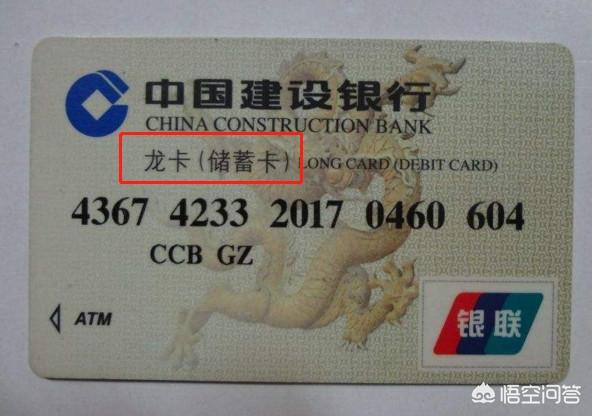 中国建设银行
CHINA CONSTRUCTION BANK
龙卡(储蓄卡) LONG CARD (DEBIT CARD)
4367 4233 2017 0460 604
CCB GZ
ATM
银联
悟空问答